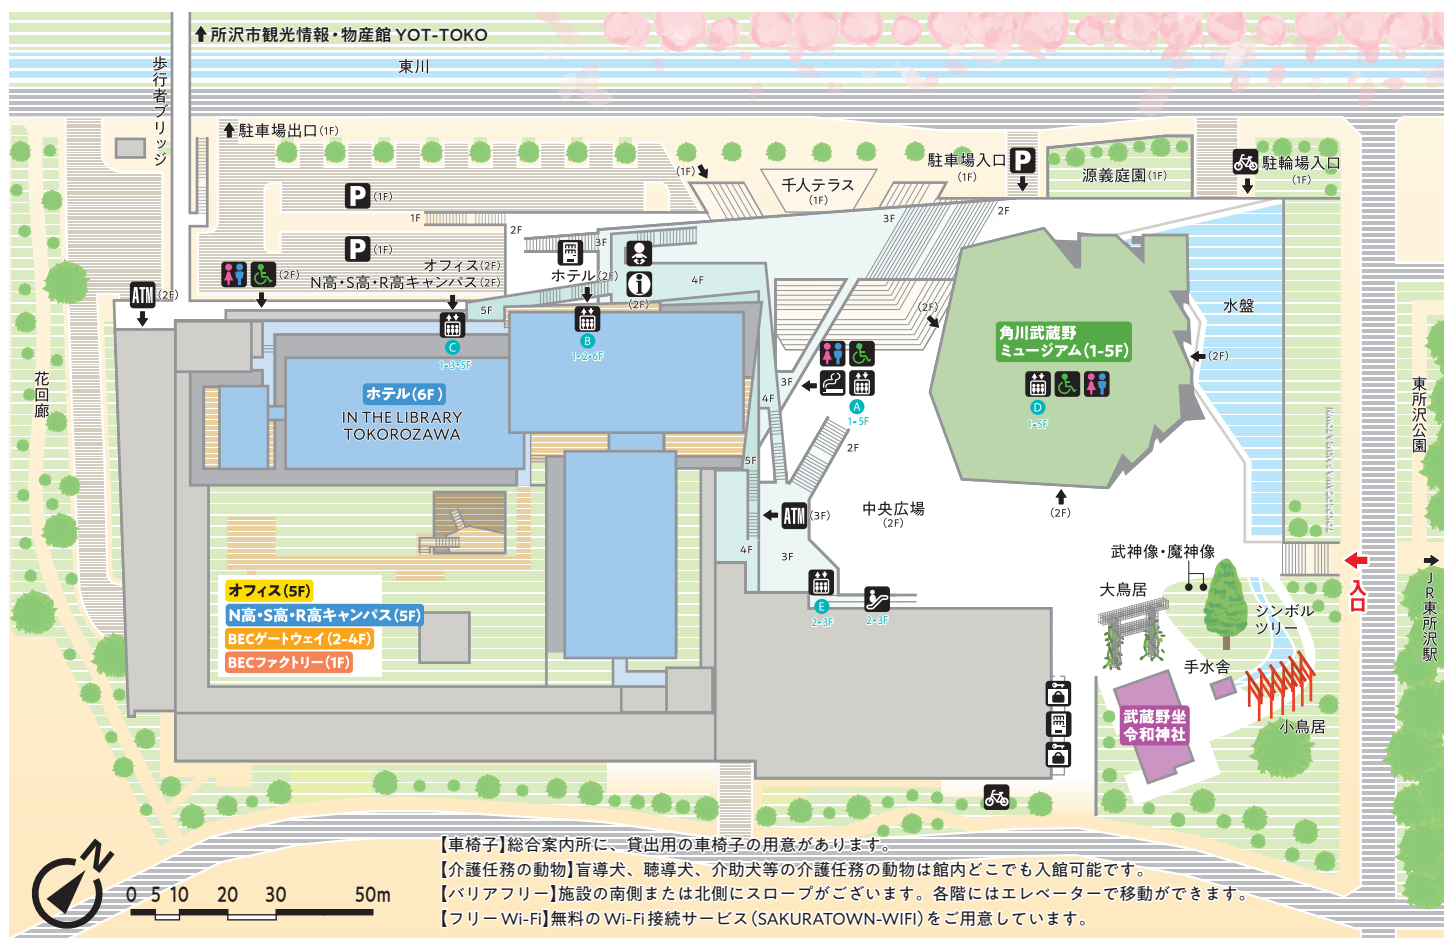 所沢市観光情報・物産館 YOT-TOKO
東川
歩行者ブリッジ
駐車場出口(1F)
P (1F)
1F
P (1F)
2F
(1F)
千人テラス
(1F)
駐車場入口
(1F)
P
源義庭園(1F)
駐輪場入口
(1F)
3F
2F
3F
オフィス(2F)
N高・S高・R高キャンパス(2F)
ホテル(2F)
i
(2F)
4F
(2F)
ATM (2F)
5F
C
1・3・5F
B
1・2・6F
(2F)
水盤
角川武蔵野
ミュージアム(1-5F)
(2F)
D
1-5F
花回廊
ホテル(6F)
IN THE LIBRARY
TOKOROZAWA
3F
4F
A
1-5F
2F
5F
東所沢公園
ATM (3F)
中央広場
(2F)
(2F)
4F
3F
武神像・魔神像
大鳥居
シンボル
ツリー
入口
JR東所沢駅
E
2-3F
2-3F
オフィス(5F)
N高・S高・R高キャンパス(5F)
BECゲートウェイ(2-4F)
BECファクトリー(1F)
手水舎
小鳥居
武蔵野坐
令和神社
N
0 5 10 20 30 50m
【車椅子】総合案内所に、貸出用の車椅子の用意があります。
【介護任務の動物】盲導犬、聴導犬、介助犬等の介護任務の動物は館内どこでも入館可能です。
【バリアフリー】施設の南側または北側にスロープがございます。各階にはエレベーターで移動ができます。
【フリーWi-Fi】無料のWi-Fi接続サービス(SAKURATOWN-WIFI)をご用意しています。